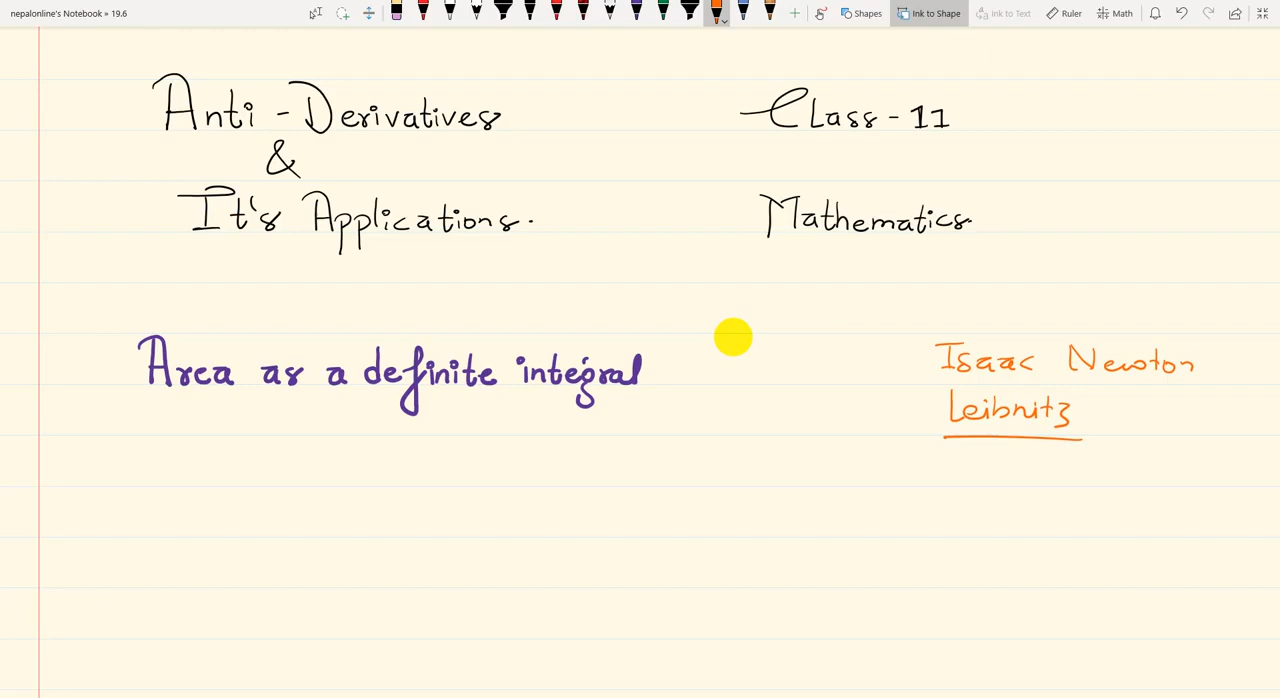 nepalonline's Notebook » 19.6
Shapes
Ink to Shape
Ink to Text
Ruler
Math
Anti - Derivatives
&
It's Applications.
Class - 11
Mathematics.
Area as a definite integral
Isaac Newton
Leibnitz